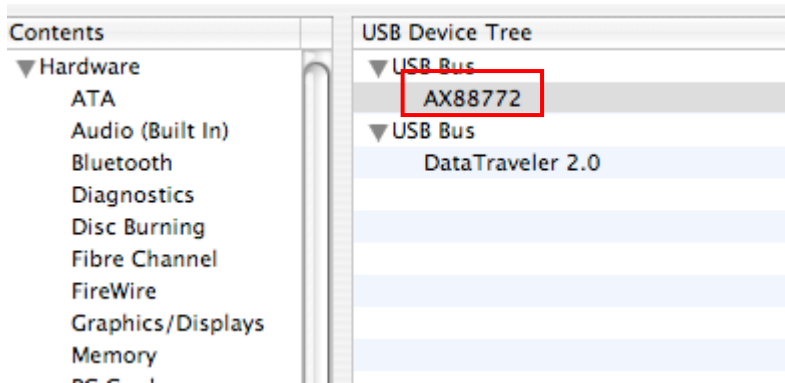 Contents
Hardware
ATA
Audio (Built In)
Bluetooth
Diagnostics
Disc Burning
Fibre Channel
FireWire
Graphics/Displays
Memory
USB Device Tree
USB Bus
AX88772
USB Bus
DataTraveler 2.0